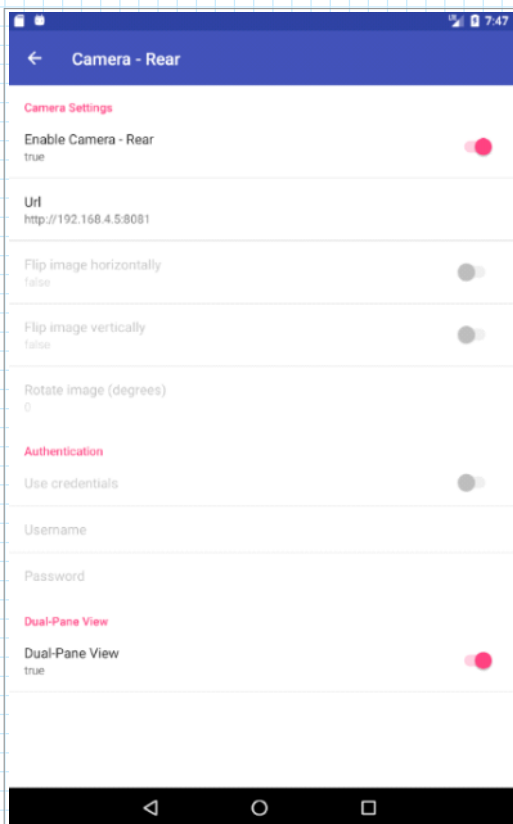 7:47
Camera - Rear
Camera Settings
Enable Camera - Rear
true
Url
http://192.168.4.5:8081
Flip image horizontally
false
Flip image vertically
false
Rotate image (degrees)
0
Authentication
Use credentials
Username
Password
Dual-Pane View
Dual-Pane View
true